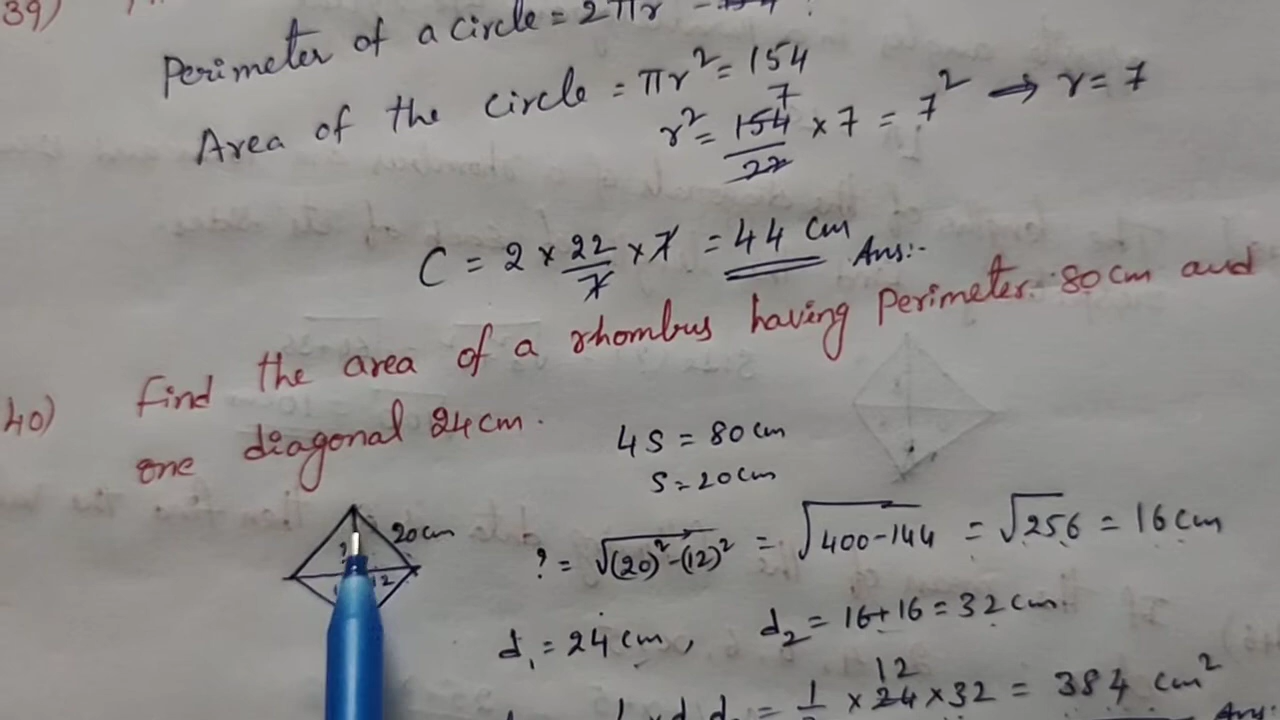 39)
Perimeter of a circle = 2πr
Area of the circle = πr² = 154
r² = 154/22 × 7 = 7² ⇒ r = 7
7
C = 2 × 22/7 × 7 = 44 cm Ans:-
40) Find the area of a rhombus having Perimeter 80 cm and
one diagonal 24 cm.
4S = 80 cm
S = 20 cm
20 cm
12
? = √(20)² - (12)² = √400-144 = √256 = 16 cm
d₁ = 24 cm, d₂ = 16+16 = 32 cm.
12
× 24 × 32 = 384 cm²
Ans: